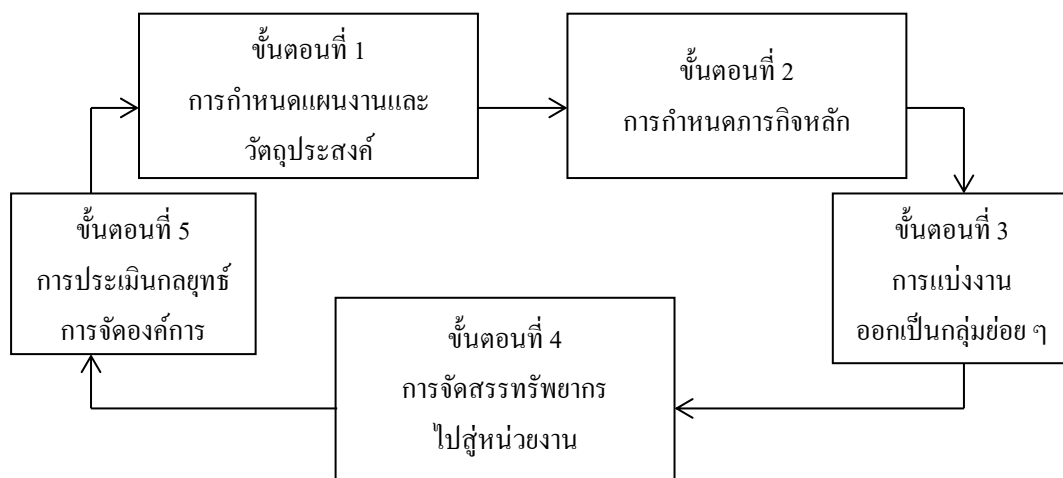 ขั้นตอนที่ 1
การกำหนดแผนงานและ
วัตถุประสงค์
ขั้นตอนที่ 2
การกำหนดภารกิจหลัก
ขั้นตอนที่ 3
การแบ่งงาน
ออกเป็นกลุ่มย่อย ๆ
ขั้นตอนที่ 4
การจัดสรรทรัพยากร
ไปสู่หน่วยงาน
ขั้นตอนที่ 5
การประเมินกลยุทธ์
การจัดองค์การ